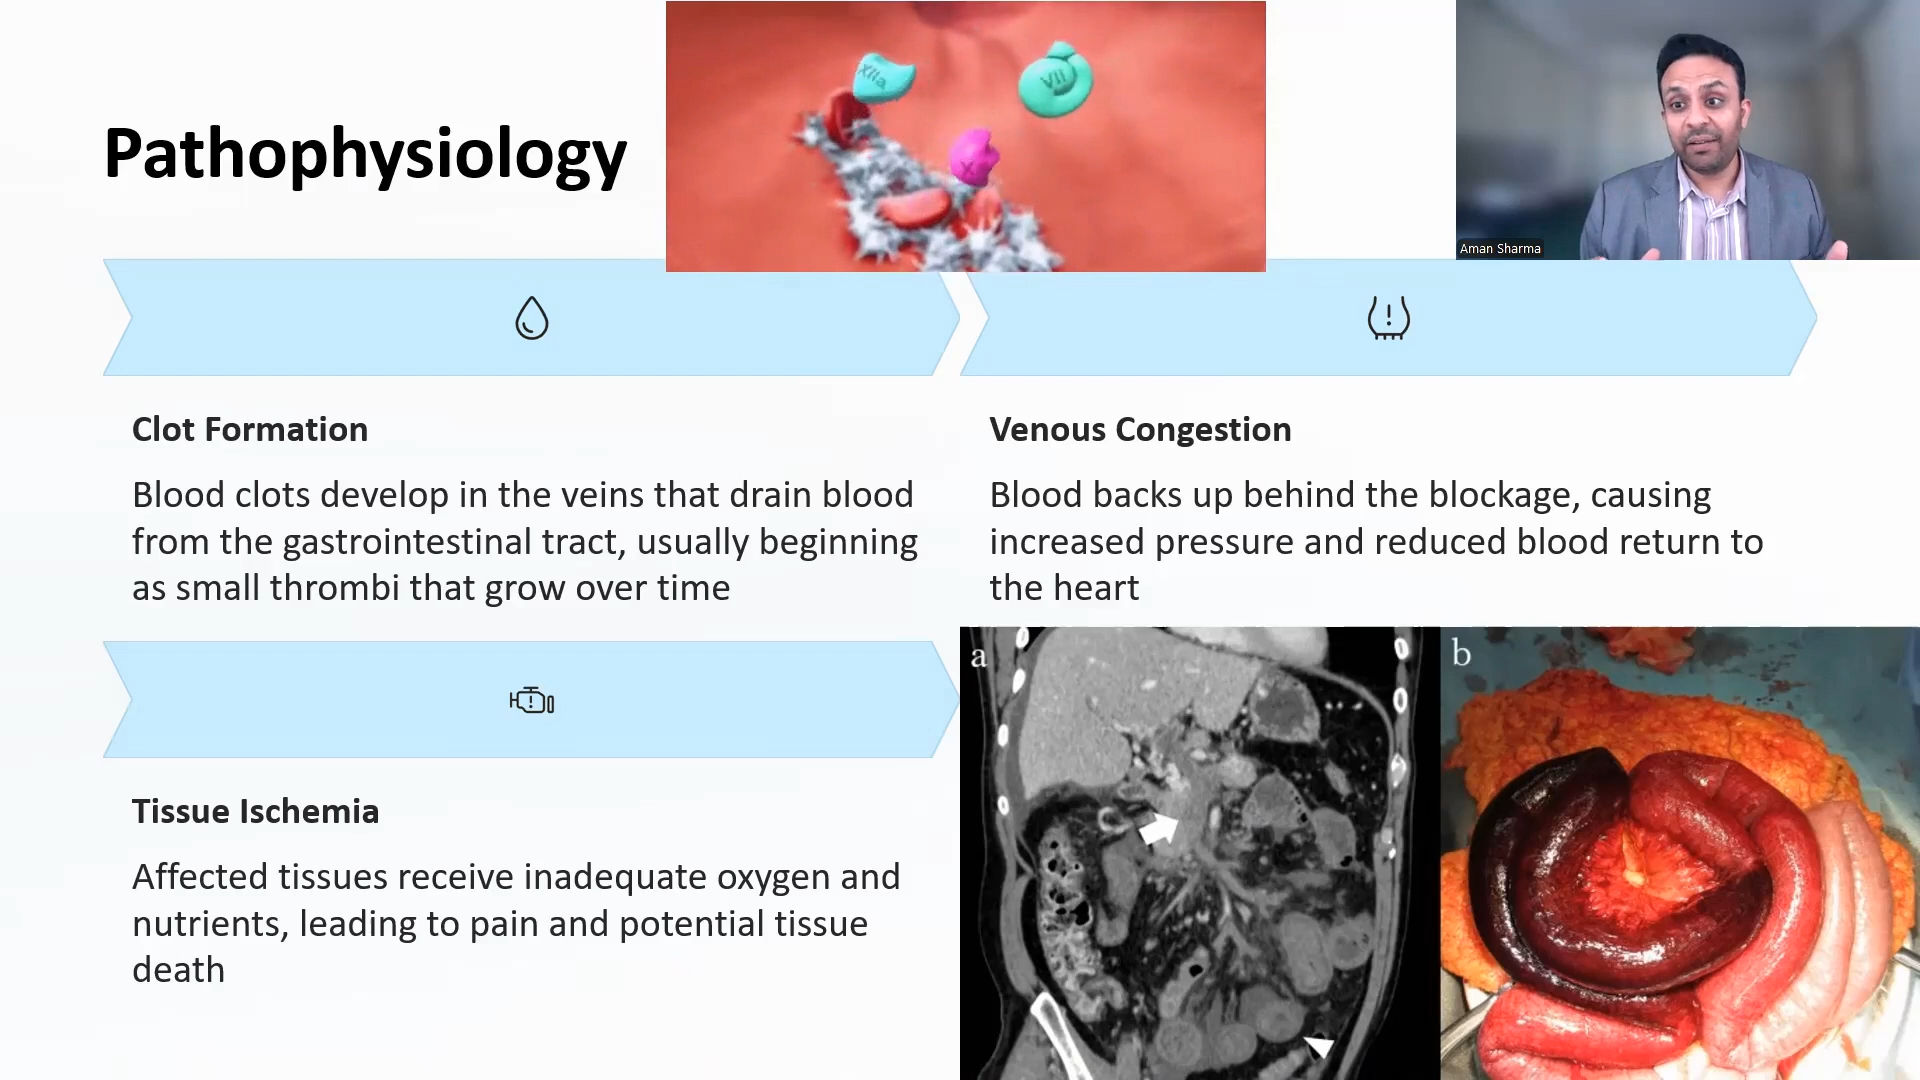 XIIa
VII
X
Aman Sharma
Pathophysiology
Clot Formation
Blood clots develop in the veins that drain blood
from the gastrointestinal tract, usually beginning
as small thrombi that grow over time
Venous Congestion
Blood backs up behind the blockage, causing
increased pressure and reduced blood return to
the heart
Tissue Ischemia
Affected tissues receive inadequate oxygen and
nutrients, leading to pain and potential tissue
death
a
b